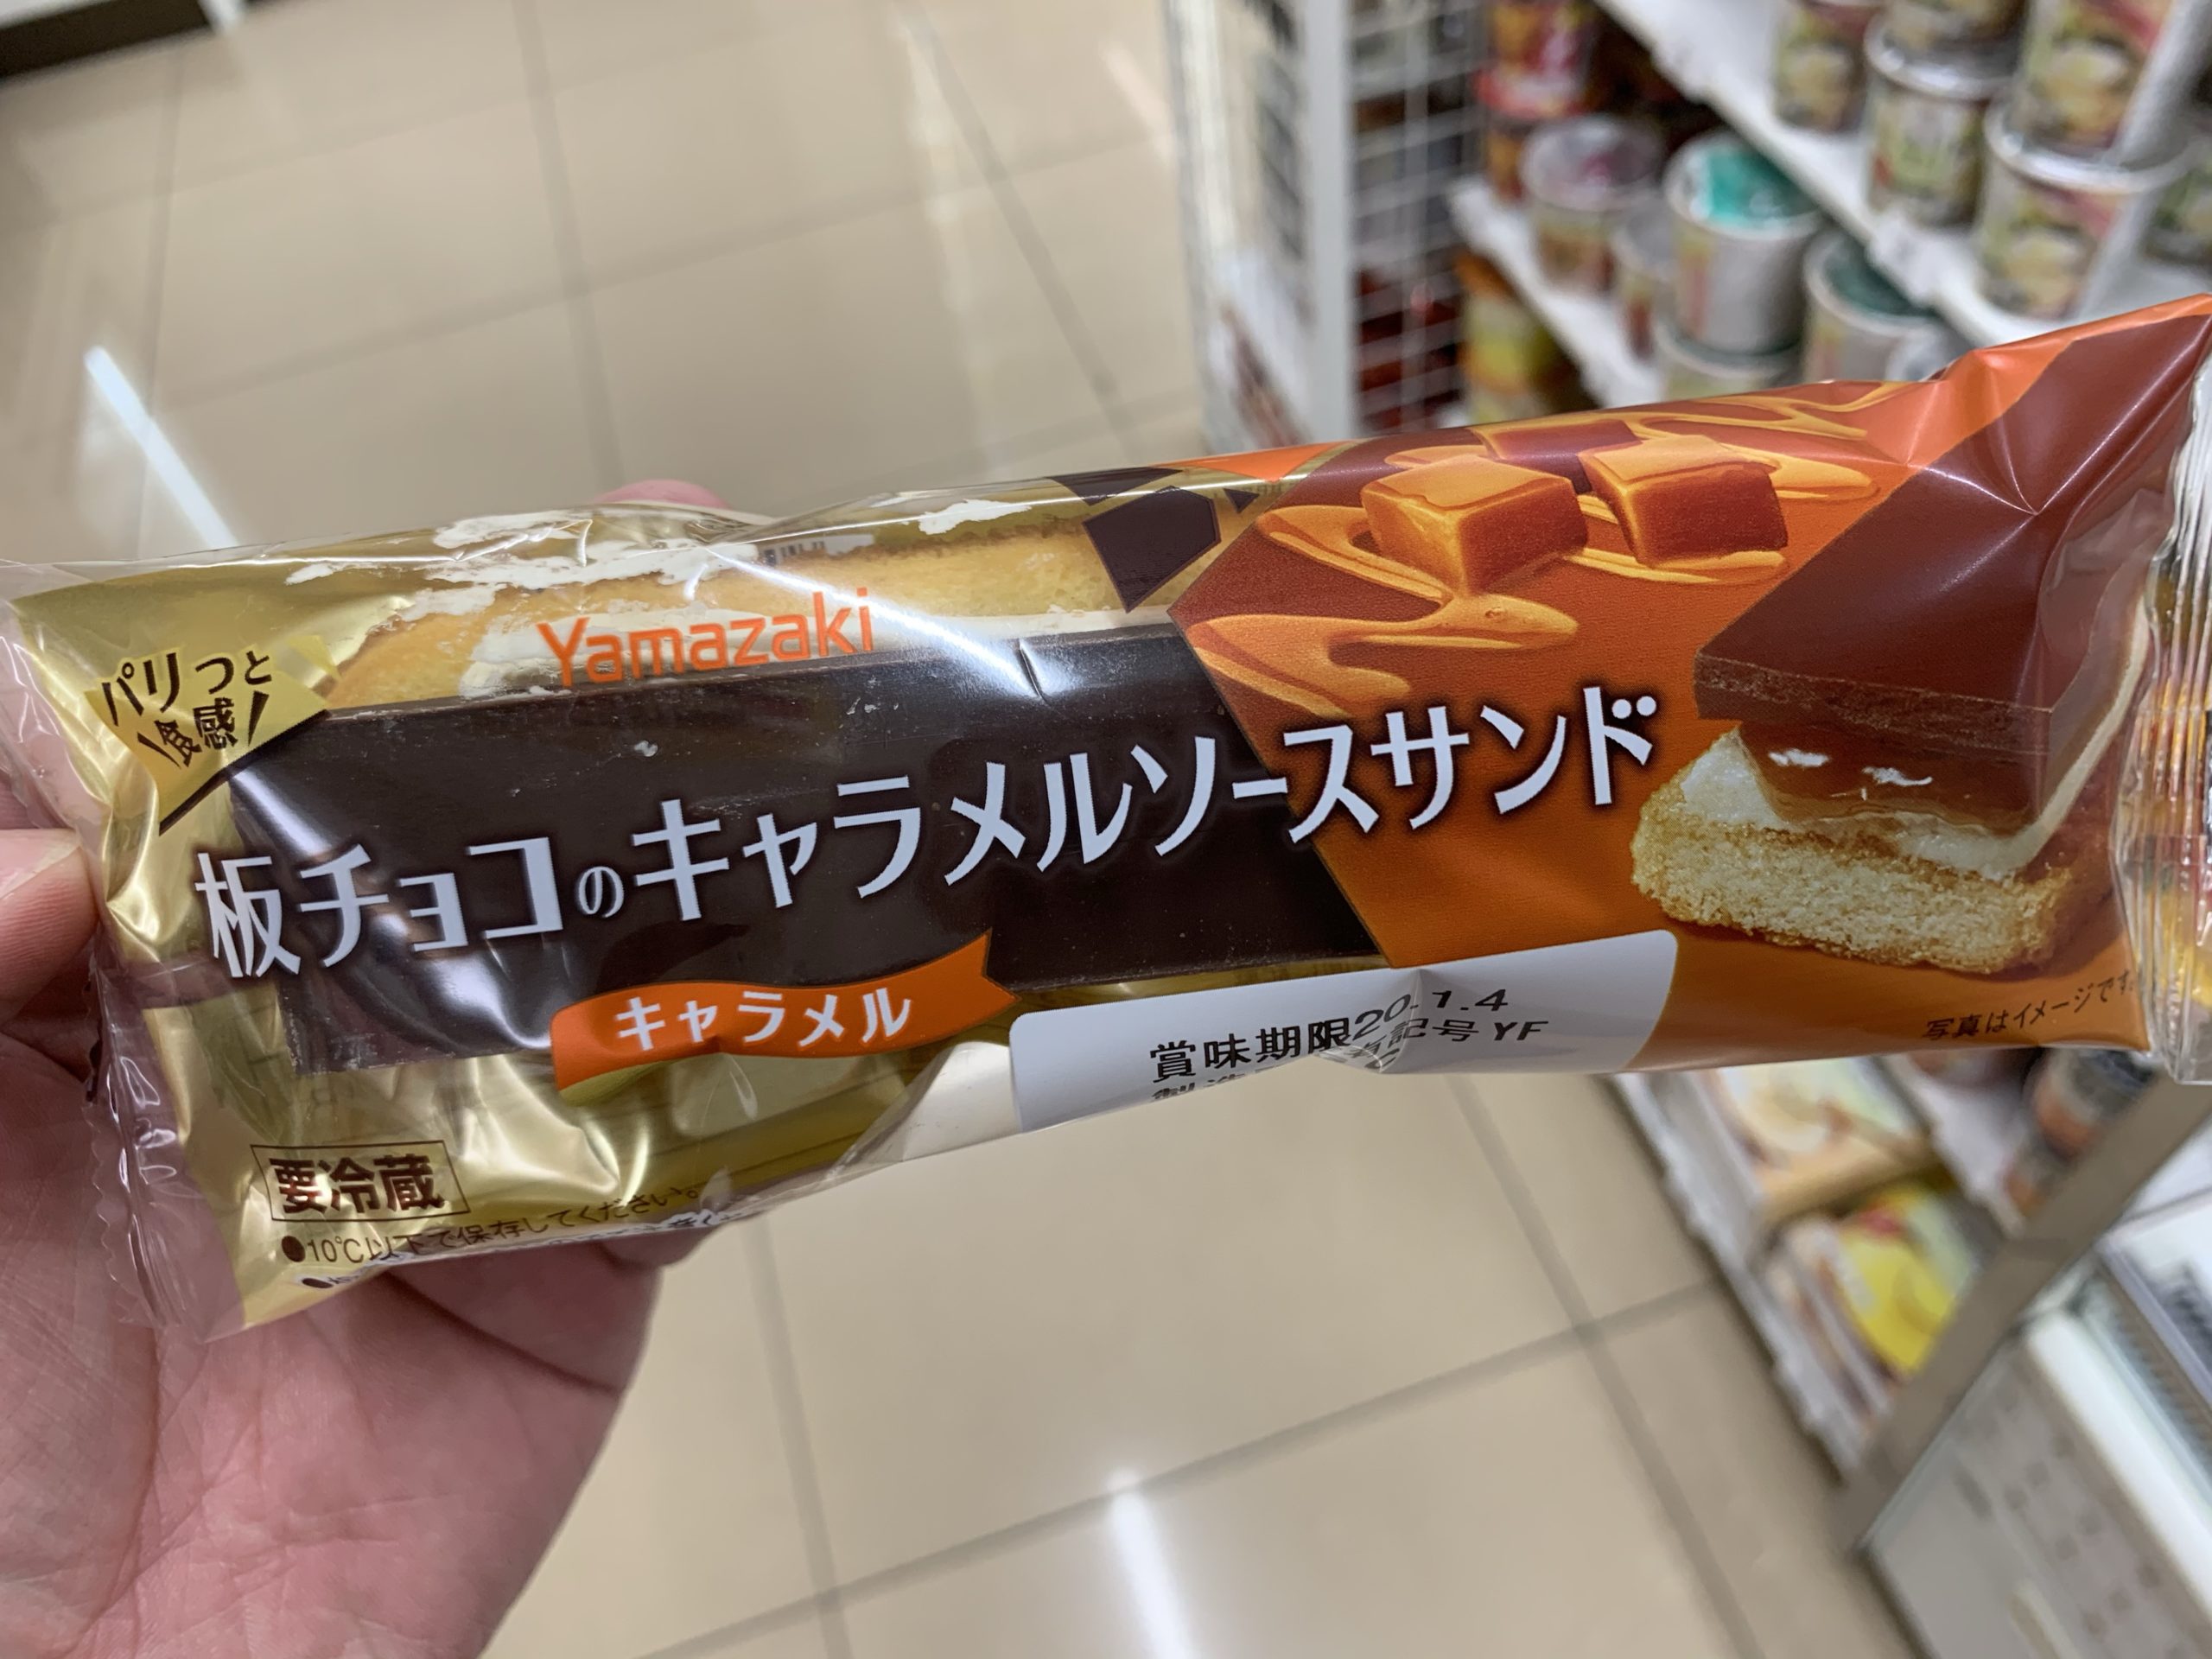 Yamazaki
パリっと
食感
板チョコのキャラメルソースサンド
キャラメル
賞味期限20.1.4
記号YF
写真はイメージです
要冷蔵
●10℃以下で保存してください。